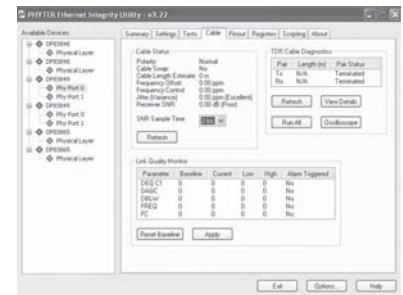 PHYTER Ethernet Integrity Utility - v3.22
Available Devices
DP83848
Physical Layer
DP83848
Physical Layer
DP83849
Phy Port 0
Phy Port 1
DP83849
Phy Port 0
Phy Port 1
DP83865
Physical Layer
DP83865
Physical Layer
Summary Settings Tests Cable Pinout Registers Scripting About
Cable Status
Polarity: Normal
Cable Swap: No
Cable Length Estimate: 0 m
Frequency Offset: 0.00 ppm
Frequency Control: 0.00 ppm
Jitter (Variance): 0.00 ppm (Excellent)
Receiver SNR: 0.00 dB (Poor)
SNR Sample Time:
Refresh
TDR Cable Diagnostics
Pair Length (m) Pair Status
Tx N/A Terminated
Rx N/A Terminated
Refresh View Details
Run All Oscilloscope
Link Quality Monitor
Parameter Baseline Current Low High Alarm Triggered
DEQ C1 0 0 0 0 No
DAGC 0 0 0 0 No
DBLW 0 0 0 0 No
FREQ 0 0 0 0 No
FC 0 0 0 0 No
Reset Baseline Apply
Exit Options... Help